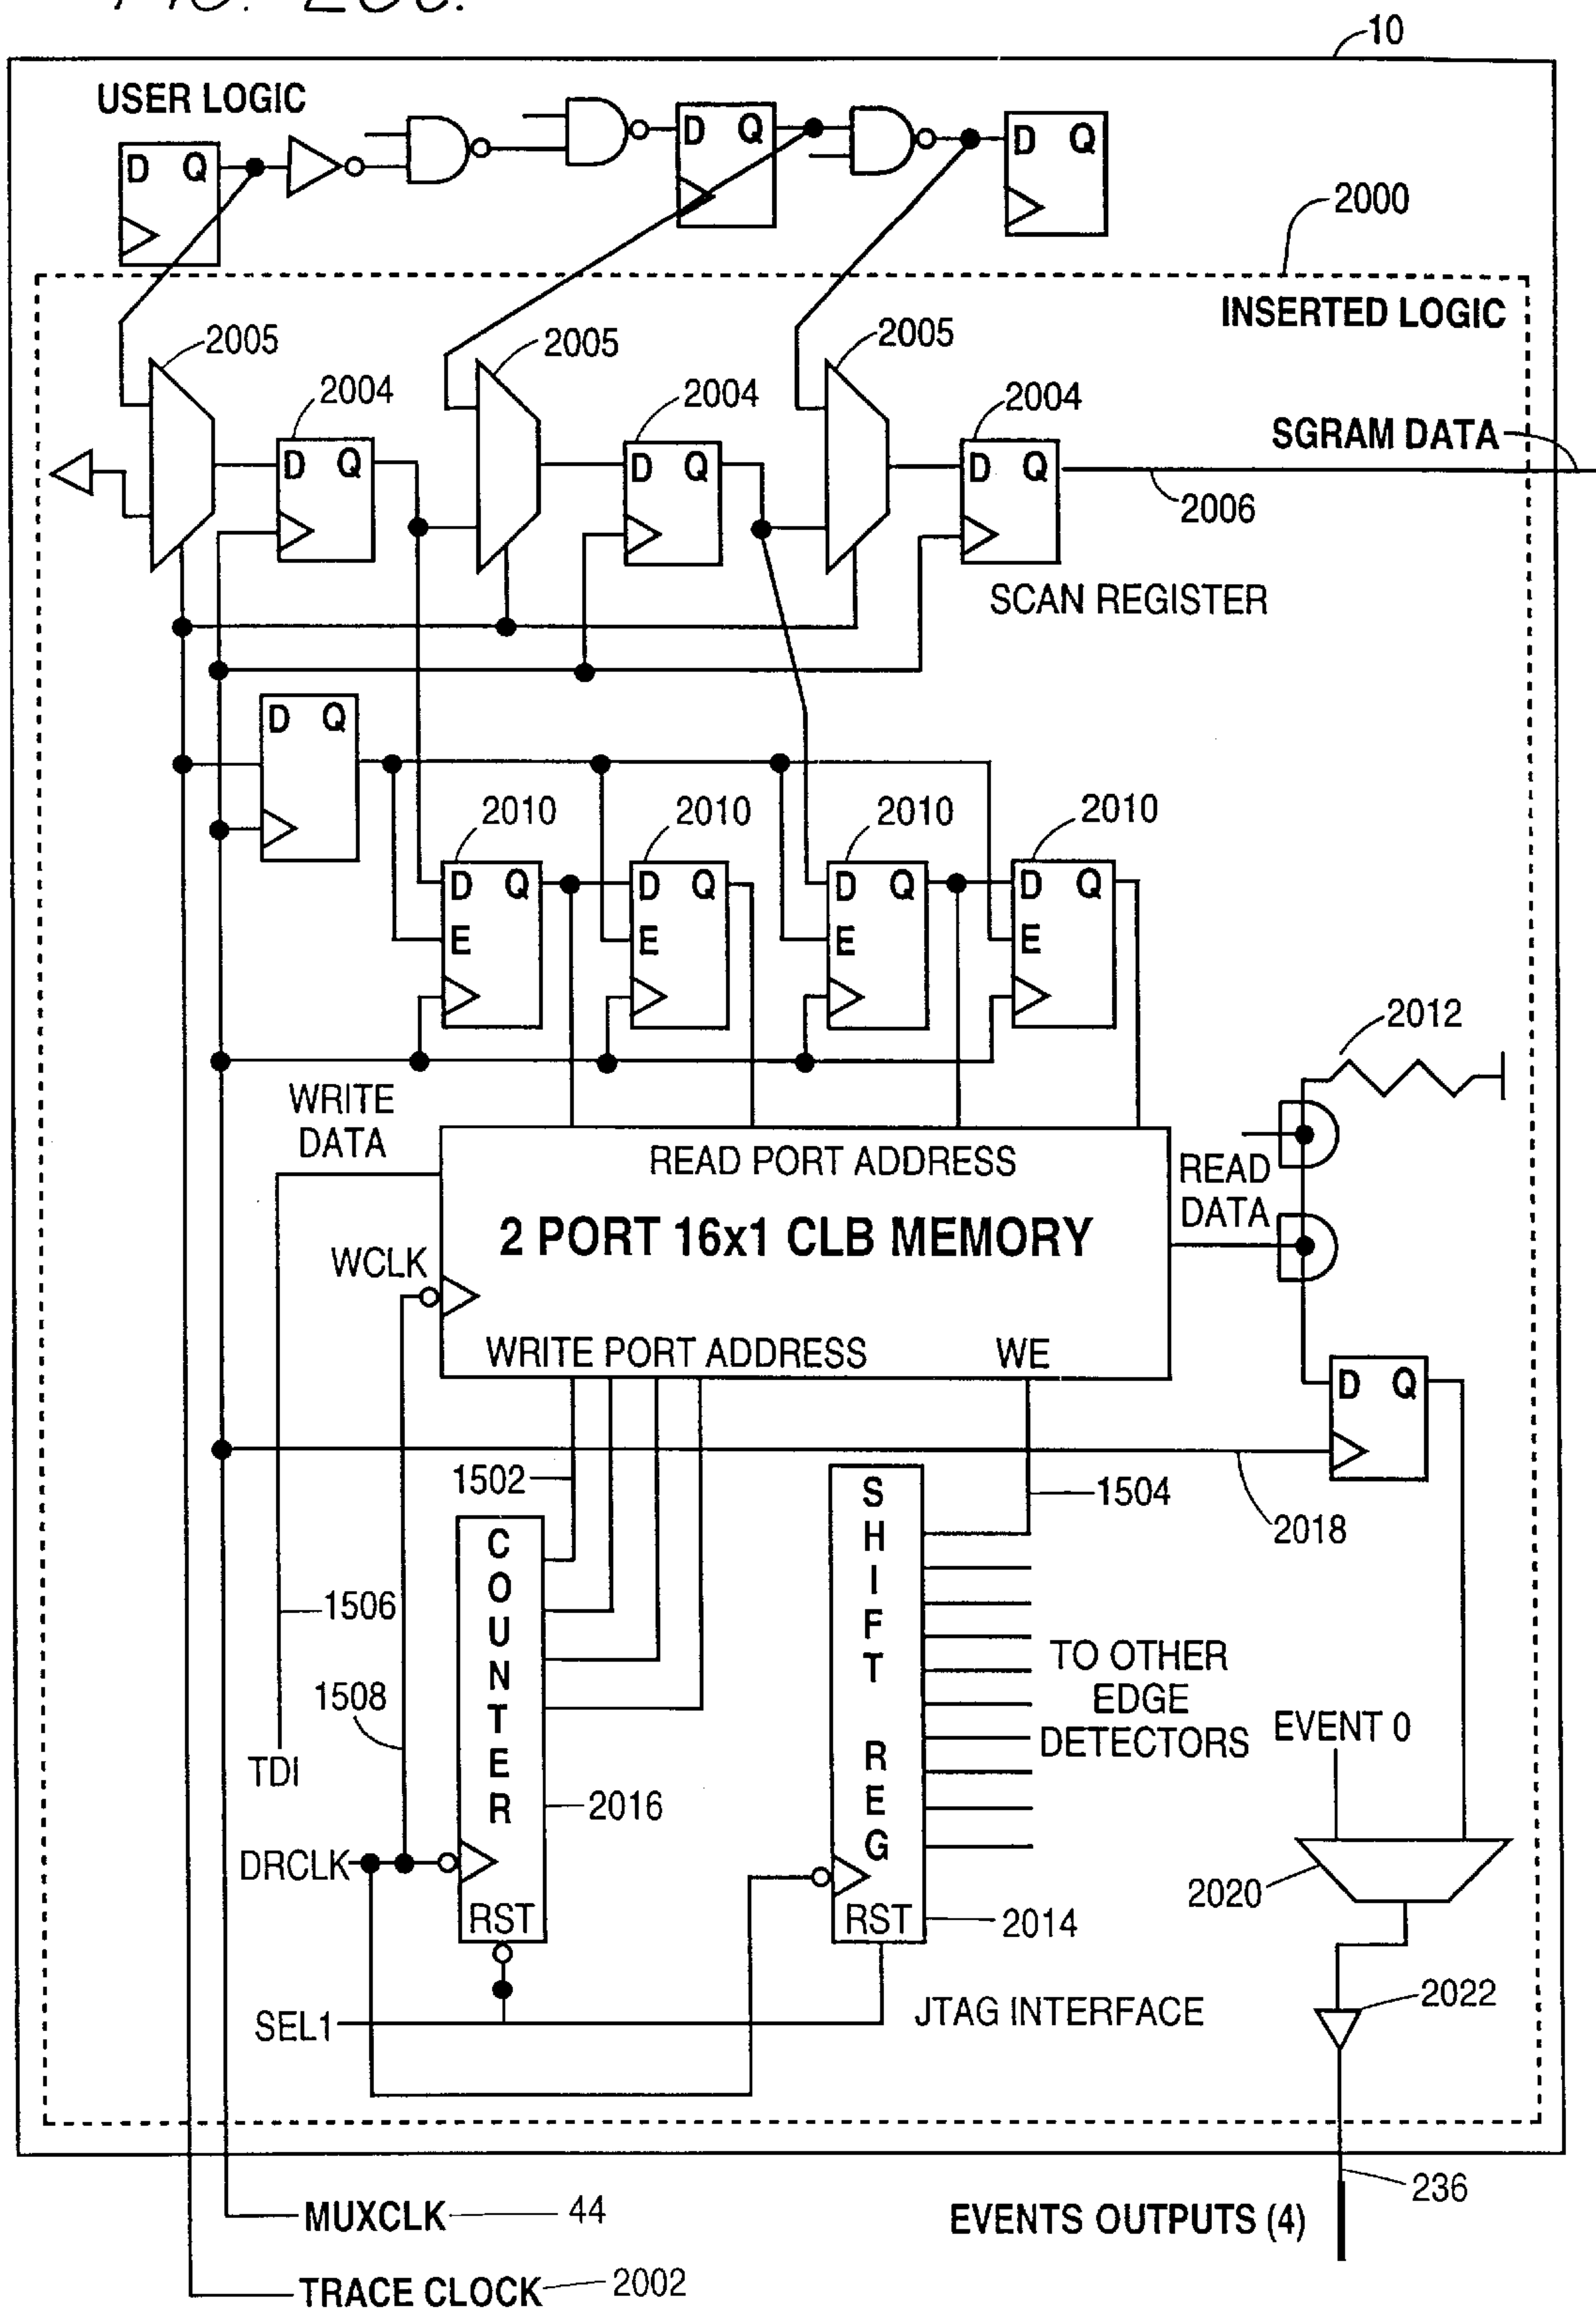 10
USER LOGIC
D Q
D Q
D Q
2000
INSERTED LOGIC
2005
2005
2005
2004
2004
2004
SGRAM DATA
D Q
D Q
D Q
2006
SCAN REGISTER
D Q
2010
2010
2010
2010
D Q
E
D Q
E
D Q
E
D Q
E
2012
WRITE
DATA
READ PORT ADDRESS
READ
DATA
2 PORT 16x1 CLB MEMORY
WCLK
WRITE PORT ADDRESS
WE
D Q
1502
1504
2018
COUNTER
SHIFT REG
1506
1508
TO OTHER
EDGE
DETECTORS
EVENT 0
TDI
2016
DRCLK
2020
RST
RST
2014
SEL1
JTAG INTERFACE
2022
236
MUXCLK
44
EVENTS OUTPUTS (4)
TRACE CLOCK
2002